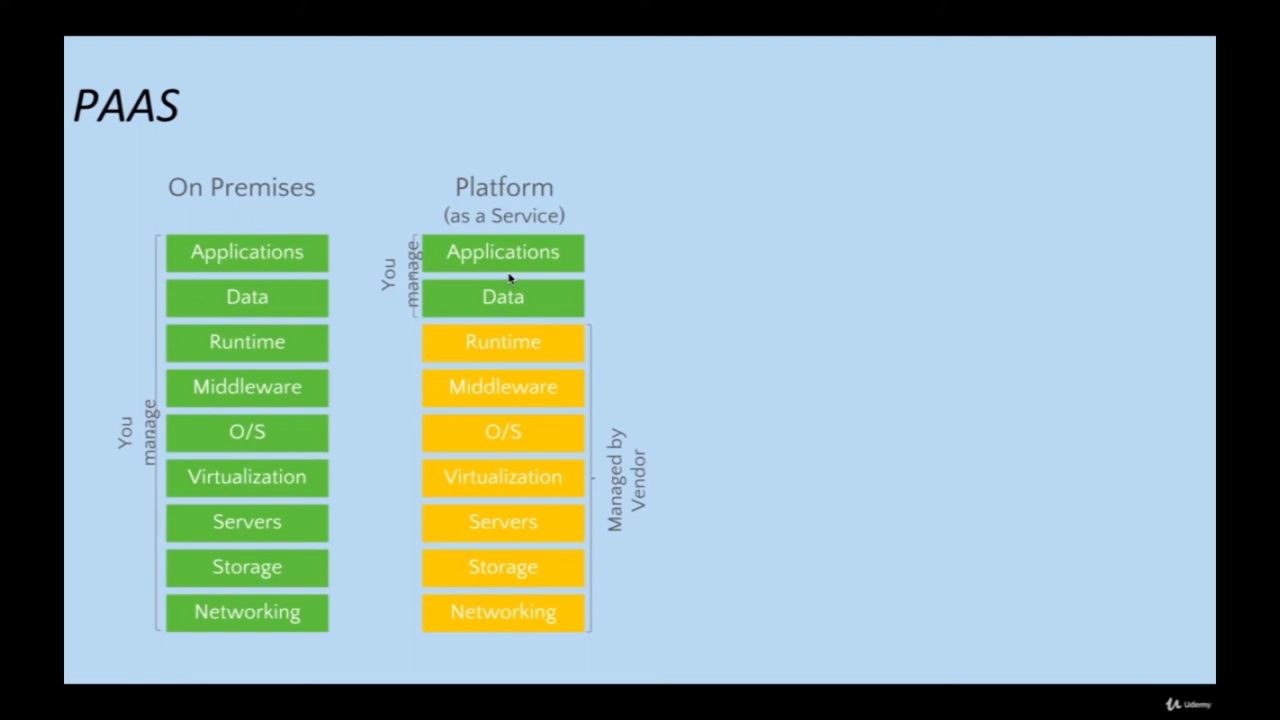 PAAS
On Premises
You
manage
Applications
Data
Runtime
Middleware
O/S
Virtualization
Servers
Storage
Networking
Platform
(as a Service)
You
manage
Applications
Data
Runtime
Middleware
O/S
Virtualization
Servers
Storage
Networking
Managed by
Vendor
Udemy